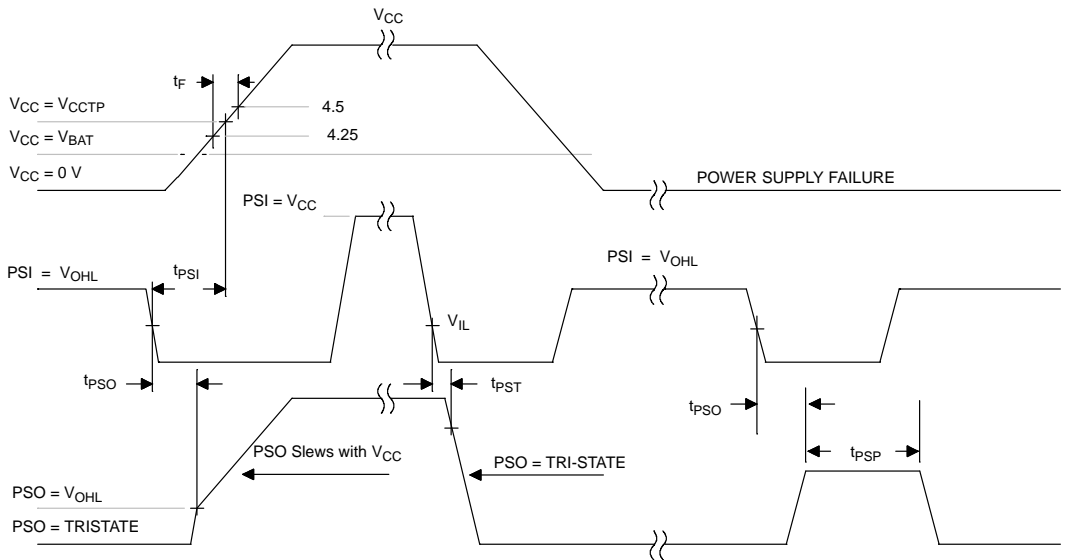 VCC
tF
VCC = VCCTP
4.5
VCC = VBAT
4.25
VCC = 0 V
POWER SUPPLY FAILURE
PSI = VCC
PSI = VOHL
tPSI
PSI = VOHL
VIL
tPSO
tPST
tPSO
PSO Slews with VCC
PSO = TRI-STATE
tPSP
PSO = VOHL
PSO = TRISTATE